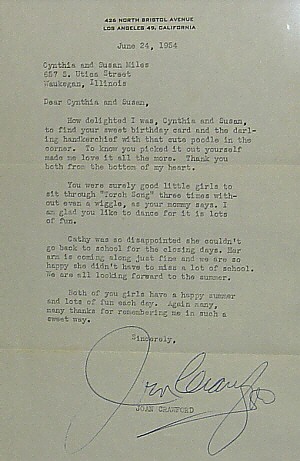 426 NORTH BRISTOL AVENUE
LOS ANGELES 49, CALIFORNIA
June 24, 1954
Cynthia and Susan Miles
657 S. Utica Street
Waukegan, Illinois
Dear Cynthia and Susan,
How delighted I was, Cynthia and Susan,
to find your sweet birthday card and the dar-
ling handkerchief with that cute poodle in the
corner. To know you picked it out yourself
made me love it all the more. Thank you
both from the bottom of my heart.
You were surely good little girls to
sit through "Torch Song" three times with-
out even a wiggle, as your mommy says. I
am glad you like to dance for it is lots
of fun.
Cathy was so disappointed she couldn't
go back to school for the closing days. Her
arm is coming along just fine and we are so
happy she didn't have to miss a lot of school.
We are all looking forward to the summer.
Both of you girls have a happy summer
and lots of fun each day. Again many,
many thanks for remembering me in such a
sweet way.
Sincerely,
Joan Crawford
JOAN CRAWFORD